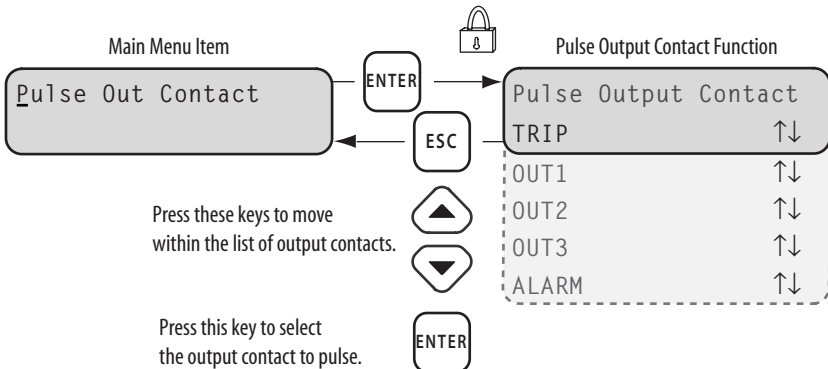 Main Menu Item
Pulse Out Contact
ENTER
ESC
Pulse Output Contact Function
Pulse Output Contact
TRIP ↑↓
OUT1 ↑↓
OUT2 ↑↓
OUT3 ↑↓
ALARM ↑↓
Press these keys to move
within the list of output contacts.
Press this key to select
the output contact to pulse.
ENTER